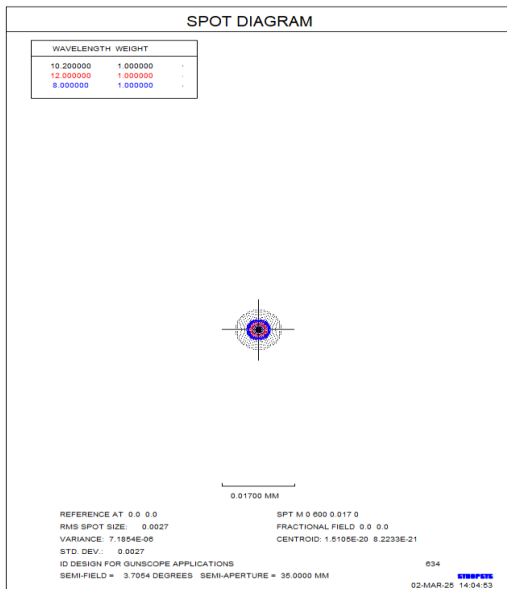 SPOT DIAGRAM
WAVELENGTH WEIGHT
10.200000 1.000000
12.000000 1.000000
8.000000 1.000000
0.01700 MM
REFERENCE AT 0.0 0.0 SPT M 0 600 0.017 0
RMS SPOT SIZE: 0.0027 FRACTIONAL FIELD 0.0 0.0
VARIANCE: 7.1854E-06 CENTROID: 1.5105E-20 8.2233E-21
STD. DEV.: 0.0027
ID DESIGN FOR GUNSCOPE APPLICATIONS 634
SEMI-FIELD = 3.7054 DEGREES SEMI-APERTURE = 35.0000 MM SYNOPSYS
02-MAR-25 14:04:53